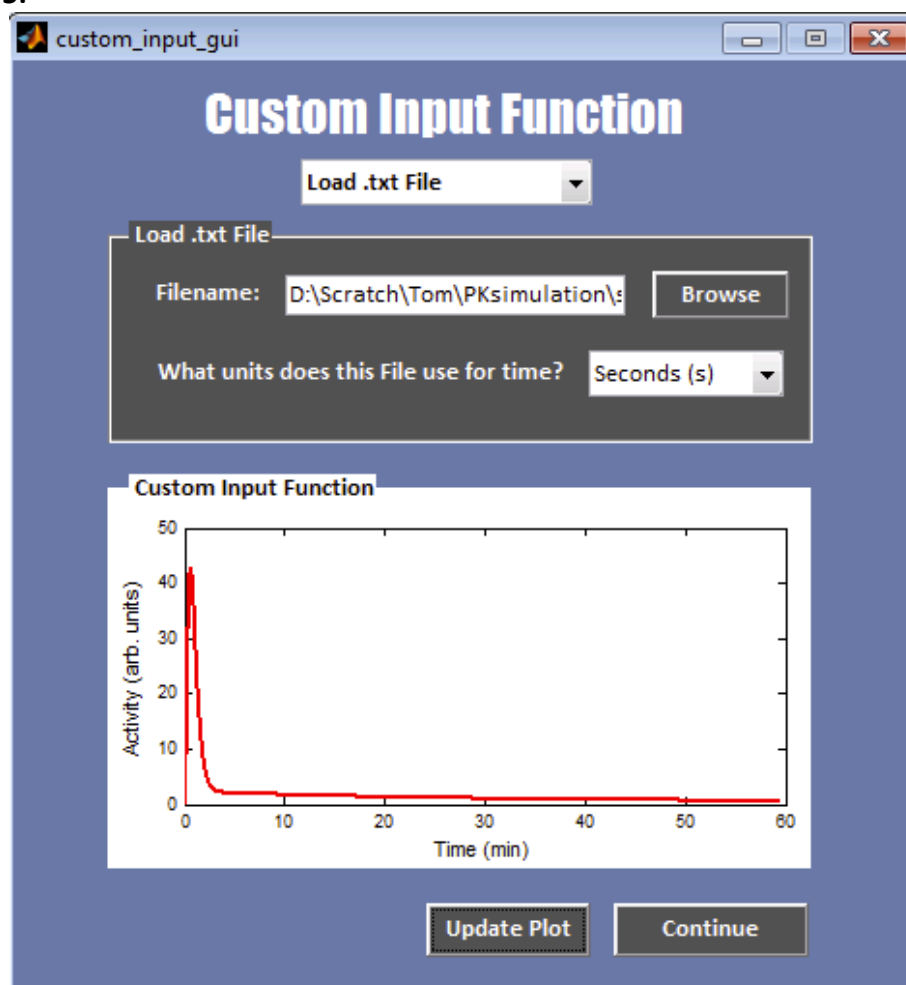 custom_input_gui
Custom Input Function
Load .txt File
Load .txt File
Filename: D:\Scratch\Tom\PKsimulation\s Browse
What units does this File use for time? Seconds (s)
Custom Input Function
50
40
30
20
10
0
Activity (arb. units)
0 10 20 30 40 50 60
Time (min)
Update Plot Continue